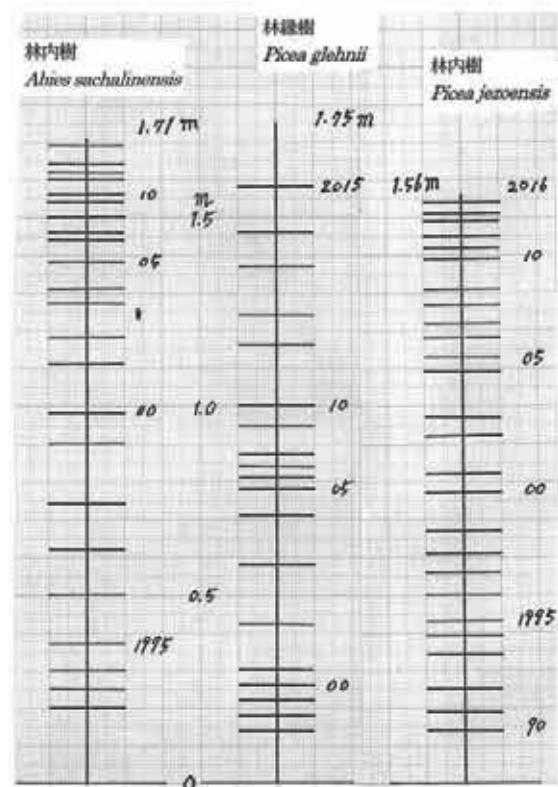 林内樹
Abies sachalinensis
1.71 m
10
05
00
1995
m
1.5
1.0
0.5
0
林縁樹
Picea glehnii
1.75 m
2015
10
05
00
林内樹
Picea jezoensis
1.56 m
2016
10
05
00
1995
90